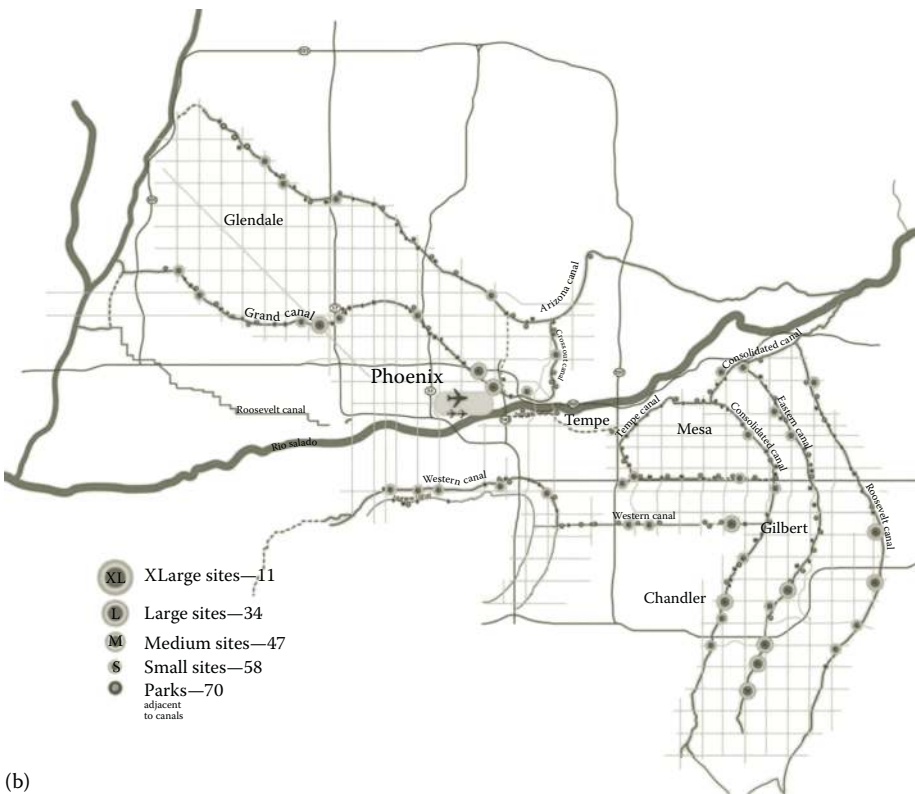 Glendale
Grand canal
Arizona canal
Crosscut canal
Consolidated canal
Phoenix
Eastern canal
Roosevelt canal
Tempe canal
Consolidated canal
Tempe
Mesa
Rio salado
Western canal
Roosevelt canal
Western canal
Gilbert
XL XLarge sites—11
Chandler
L Large sites—34
M Medium sites—47
S Small sites—58
Parks—70
adjacent
to canals
(b)